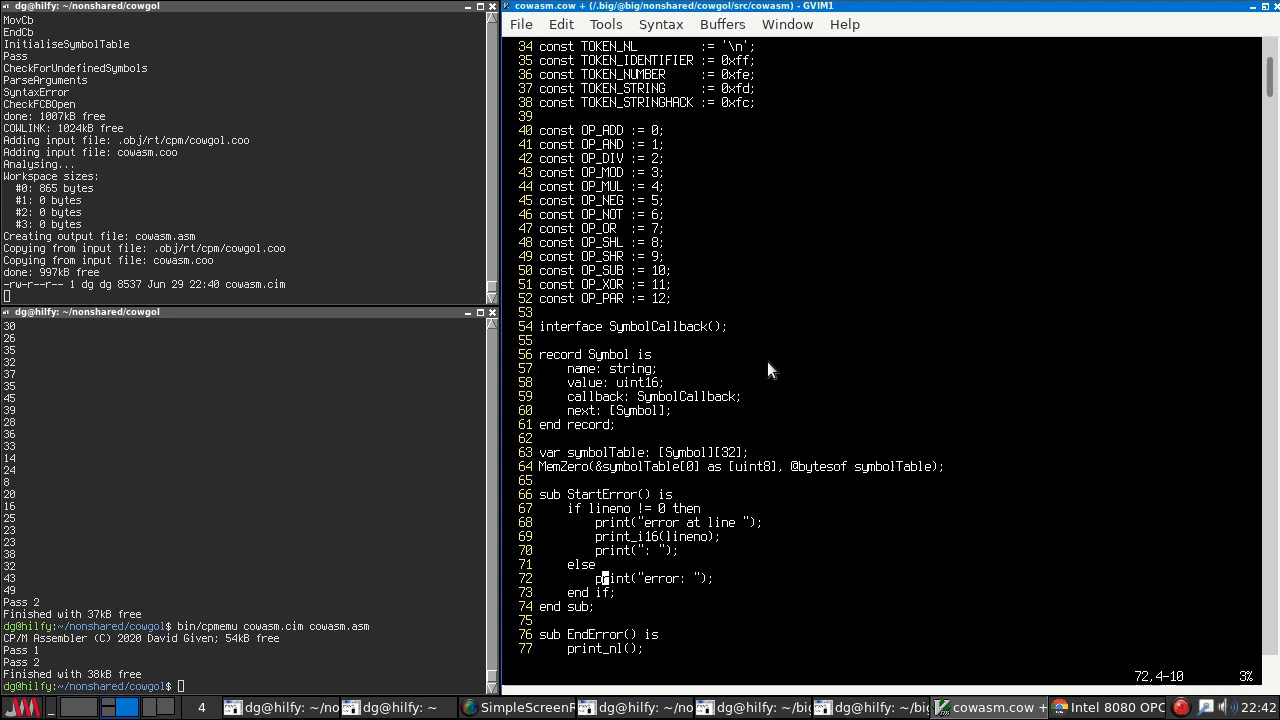 dg@hilfy: ~/nonshared/cowgol
MovCb
EndCb
InitialiseSymbolTable
Pass
CheckForUndefinedSymbols
ParseArguments
SyntaxError
CheckFCBOpen
done: 1007kB free
COWLINK: 1024kB free
Adding input file: .obj/rt/cpm/cowgol.coo
Adding input file: cowasm.coo
Analysing...
Workspace sizes:
  #0: 865 bytes
  #1: 0 bytes
  #2: 0 bytes
  #3: 0 bytes
Creating output file: cowasm.asm
Copying from input file: .obj/rt/cpm/cowgol.coo
Copying from input file: cowasm.coo
done: 997kB free
-rw-r--r-- 1 dg dg 8537 Jun 29 22:40 cowasm.cim
dg@hilfy: ~/nonshared/cowgol
30
26
35
32
37
35
45
39
28
36
33
14
24
8
20
16
25
23
23
38
32
43
49
Pass 2
Finished with 37kB free
dg@hilfy:~/nonshared/cowgol$ bin/cpmemu cowasm.cim cowasm.asm
CP/M Assembler (C) 2020 David Given; 54kB free
Pass 1
Pass 2
Finished with 38kB free
dg@hilfy:~/nonshared/cowgol$
cowasm.cow + (/.big/@big/nonshared/cowgol/src/cowasm) - GVIM1
File Edit Tools Syntax Buffers Window Help
34 const TOKEN_NL         := '\n';
35 const TOKEN_IDENTIFIER := 0xff;
36 const TOKEN_NUMBER     := 0xfe;
37 const TOKEN_STRING     := 0xfd;
38 const TOKEN_STRINGHACK := 0xfc;
39
40 const OP_ADD := 0;
41 const OP_AND := 1;
42 const OP_DIV := 2;
43 const OP_MOD := 3;
44 const OP_MUL := 4;
45 const OP_NEG := 5;
46 const OP_NOT := 6;
47 const OP_OR  := 7;
48 const OP_SHL := 8;
49 const OP_SHR := 9;
50 const OP_SUB := 10;
51 const OP_XOR := 11;
52 const OP_PAR := 12;
53
54 interface SymbolCallback();
55
56 record Symbol is
57     name: string;
58     value: uint16;
59     callback: SymbolCallback;
60     next: [Symbol];
61 end record;
62
63 var symbolTable: [Symbol][32];
64 MemZero(&symbolTable[0] as [uint8], @bytesof symbolTable);
65
66 sub StartError() is
67     if lineno != 0 then
68         print("error at line ");
69         print_i16(lineno);
70         print(": ");
71     else
72         print("error: ");
73     end if;
74 end sub;
75
76 sub EndError() is
77     print_nl();
72,4-10 3%
4 dg@hilfy: ~/no dg@hilfy: ~ SimpleScreenR dg@hilfy: ~/no dg@hilfy: ~/big dg@hilfy: ~/big cowasm.cow + Intel 8080 OPC 22:42